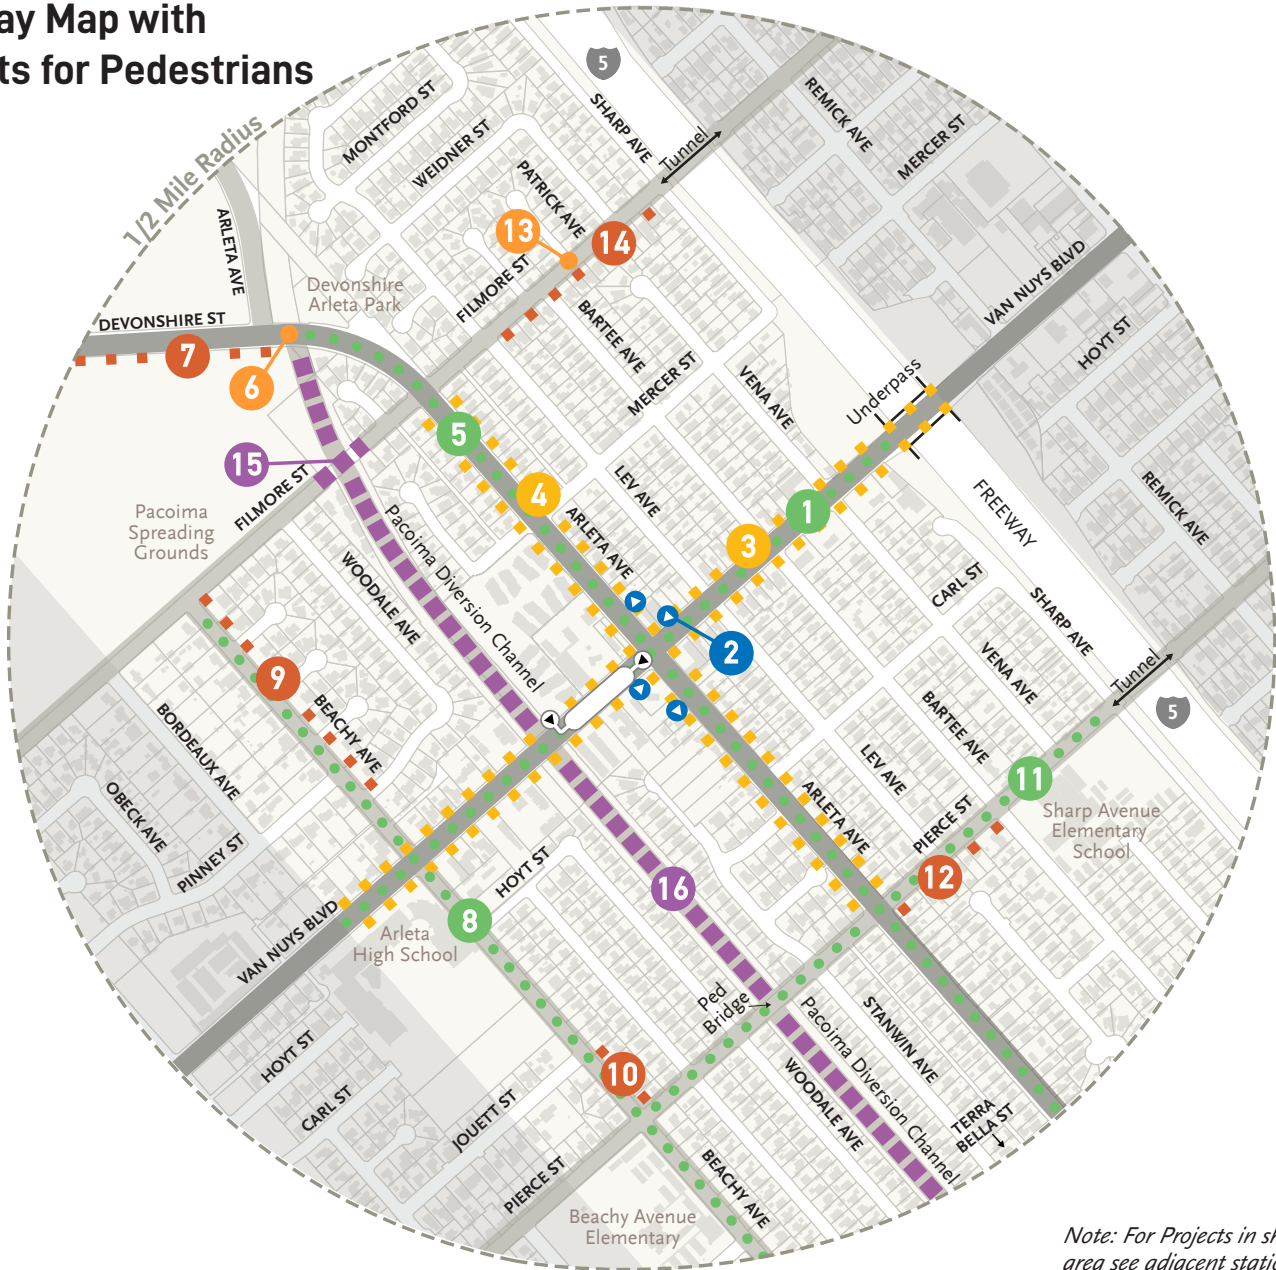 ay Map with
ts for Pedestrians
1/2 Mile Radius
5
MONTFORD ST
WEIDNER ST
SHARP AVE
Tunnel
REMICK AVE
MERCER ST
PATRICK AVE
ARLETA AVE
13
14
VAN NUYS BLVD
Devonshire
Arleta Park
FILMORE ST
DEVONSHIRE ST
BARTEE AVE
HOYT ST
7
6
MERCER ST
VENA AVE
Underpass
5
15
4
LEV AVE
1
FILMORE ST
Pacoima
Spreading
Grounds
FREEWAY
REMICK AVE
ARLETA AVE
3
Pacoima Diversion Channel
WOODALE AVE
CARL ST
SHARP AVE
2
9
VENA AVE
Tunnel
BEACHY AVE
BORDEAUX AVE
BARTEE AVE
5
LEV AVE
11
OBECK AVE
ARLETA AVE
PIERCE ST
Sharp Avenue
Elementary
School
PINNEY ST
HOYT ST
16
12
VAN NUYS BLVD
8
Arleta
High School
Ped
Bridge
Pacoima Diversion Channel
STANWIN AVE
HOYT ST
10
WOODALE AVE
CARL ST
JOUETT ST
TERRA
BELLA ST
PIERCE ST
BEACHY AVE
Beachy Avenue
Elementary
Note: For Projects in sh
area see adjacent static